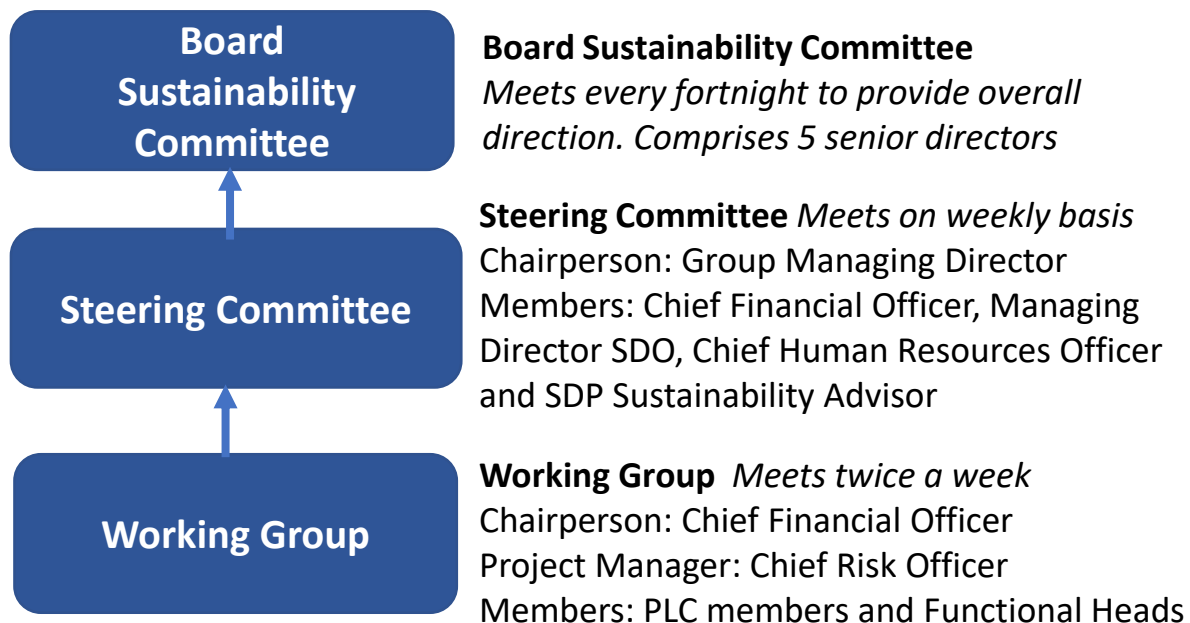 Board
Sustainability
Committee
Board Sustainability Committee
Meets every fortnight to provide overall
direction. Comprises 5 senior directors
Steering Committee
Steering Committee Meets on weekly basis
Chairperson: Group Managing Director
Members: Chief Financial Officer, Managing
Director SDO, Chief Human Resources Officer
and SDP Sustainability Advisor
Working Group
Working Group Meets twice a week
Chairperson: Chief Financial Officer
Project Manager: Chief Risk Officer
Members: PLC members and Functional Heads